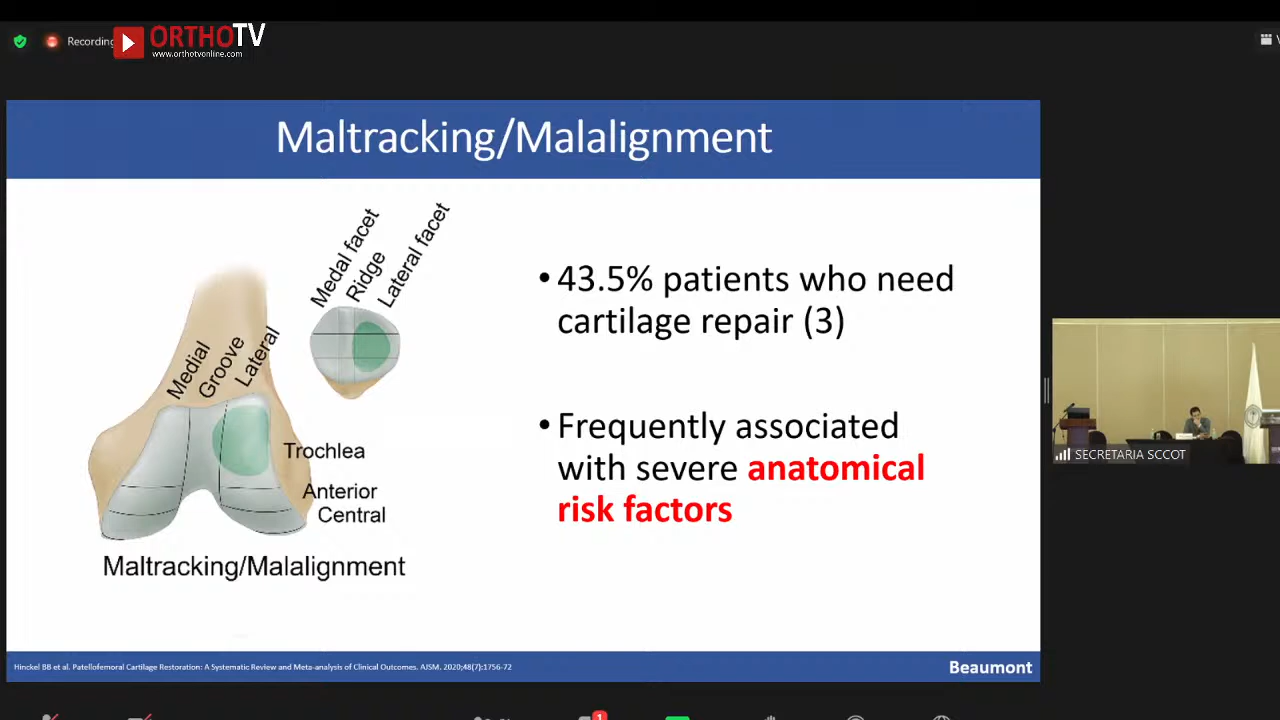 Recording
ORTHOTV
www.orthotvonline.com
Maltracking/Malalignment
Medal facet
Ridge
Lateral facet
Medial
Groove
Lateral
Trochlea
Anterior
Central
Maltracking/Malalignment
• 43.5% patients who need
cartilage repair (3)
• Frequently associated
with severe anatomical
risk factors
SECRETARIA SCCOT
Hinckel BB et al. Patellofemoral Cartilage Restoration: A Systematic Review and Meta-analysis of Clinical Outcomes. AJSM. 2020;48(7):1756-72
Beaumont
1